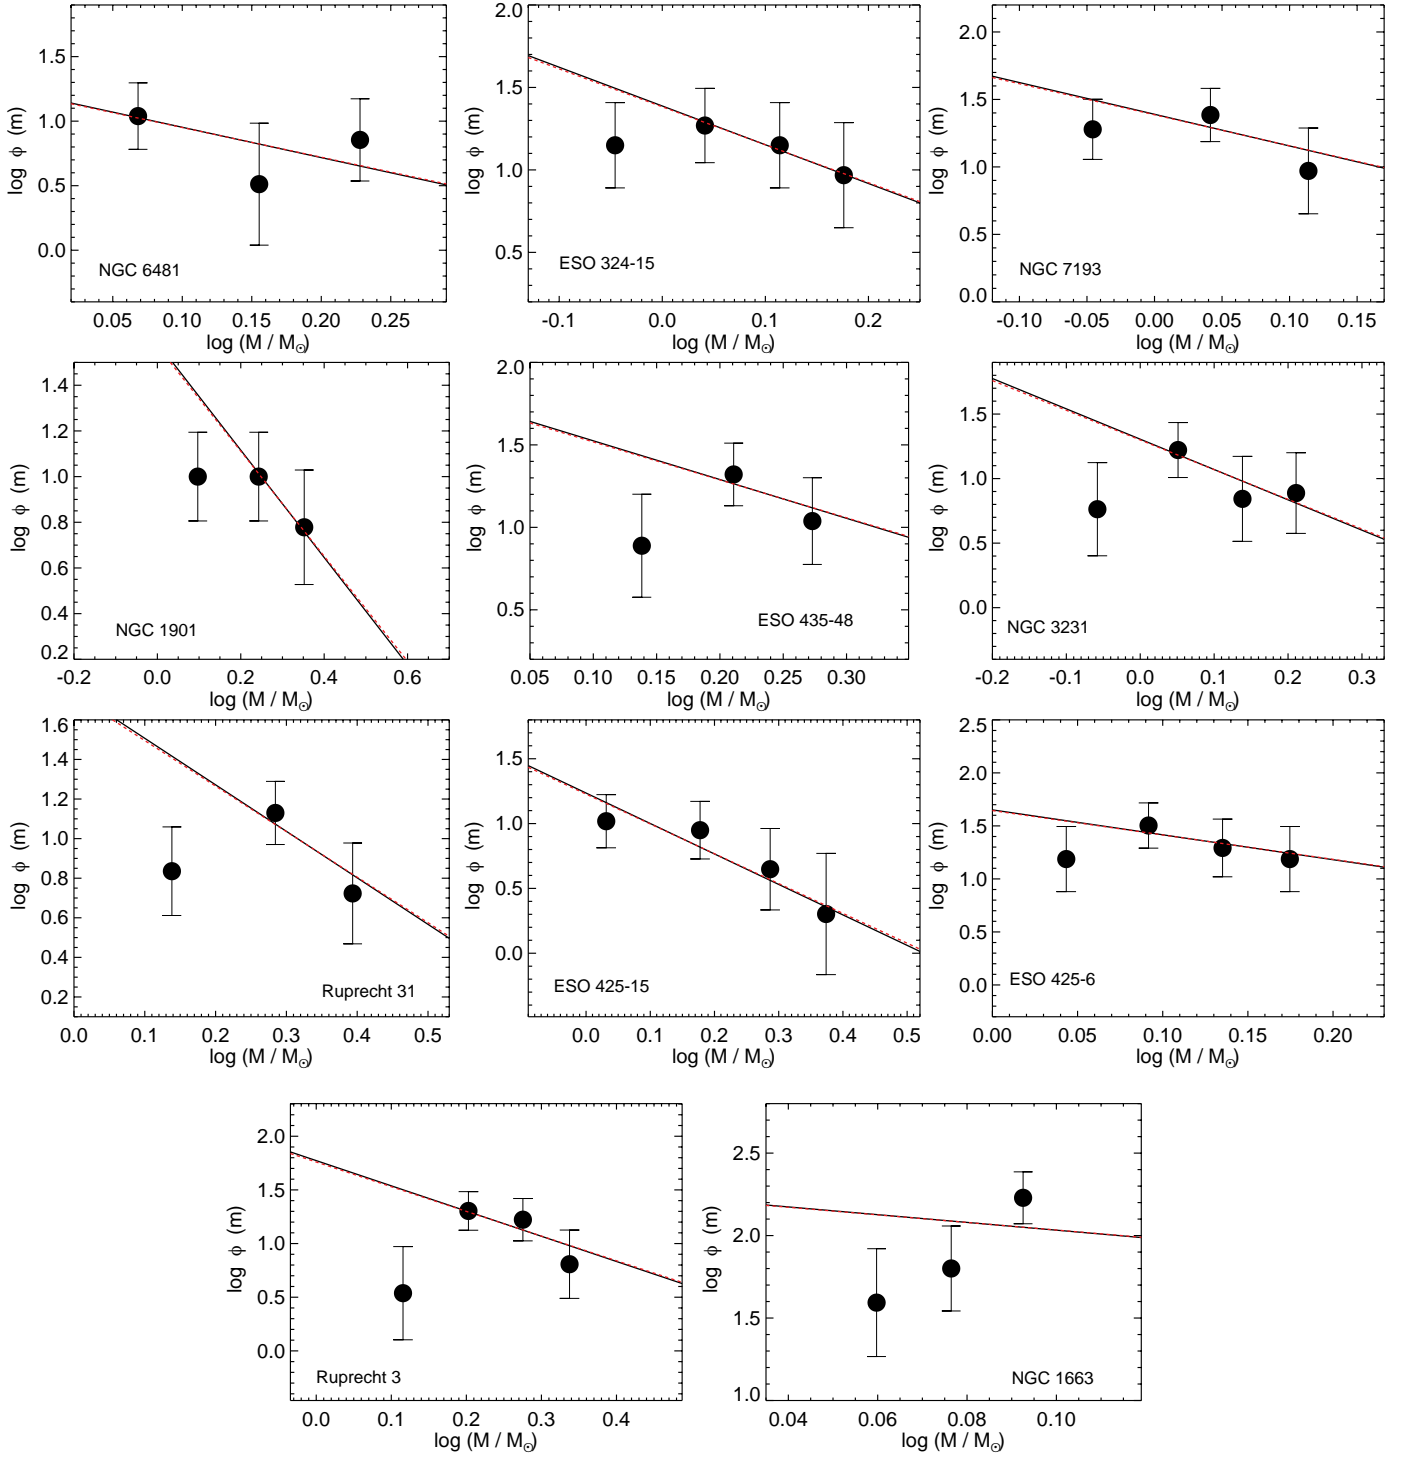 1.5
1.0
0.5
0.0
log ϕ (m)
NGC 6481
0.05 0.10 0.15 0.20 0.25
log (M / M☉)
2.0
1.5
1.0
0.5
log ϕ (m)
ESO 324-15
-0.1 0.0 0.1 0.2
log (M / M☉)
2.0
1.5
1.0
0.5
0.0
log ϕ (m)
NGC 7193
-0.10 -0.05 0.00 0.05 0.10 0.15
log (M / M☉)
1.4
1.2
1.0
0.8
0.6
0.4
0.2
log ϕ (m)
NGC 1901
-0.2 0.0 0.2 0.4 0.6
log (M / M☉)
2.0
1.5
1.0
0.5
log ϕ (m)
ESO 435-48
0.05 0.10 0.15 0.20 0.25 0.30
log (M / M☉)
1.5
1.0
0.5
0.0
log ϕ (m)
NGC 3231
-0.2 -0.1 0.0 0.1 0.2 0.3
log (M / M☉)
1.6
1.4
1.2
1.0
0.8
0.6
0.4
0.2
log ϕ (m)
Ruprecht 31
0.0 0.1 0.2 0.3 0.4 0.5
log (M / M☉)
1.5
1.0
0.5
0.0
log ϕ (m)
ESO 425-15
0.0 0.1 0.2 0.3 0.4 0.5
log (M / M☉)
2.5
2.0
1.5
1.0
0.5
0.0
log ϕ (m)
ESO 425-6
0.00 0.05 0.10 0.15 0.20
log (M / M☉)
2.0
1.5
1.0
0.5
0.0
log ϕ (m)
Ruprecht 3
0.0 0.1 0.2 0.3 0.4
log (M / M☉)
2.5
2.0
1.5
1.0
log ϕ (m)
NGC 1663
0.04 0.06 0.08 0.10
log (M / M☉)